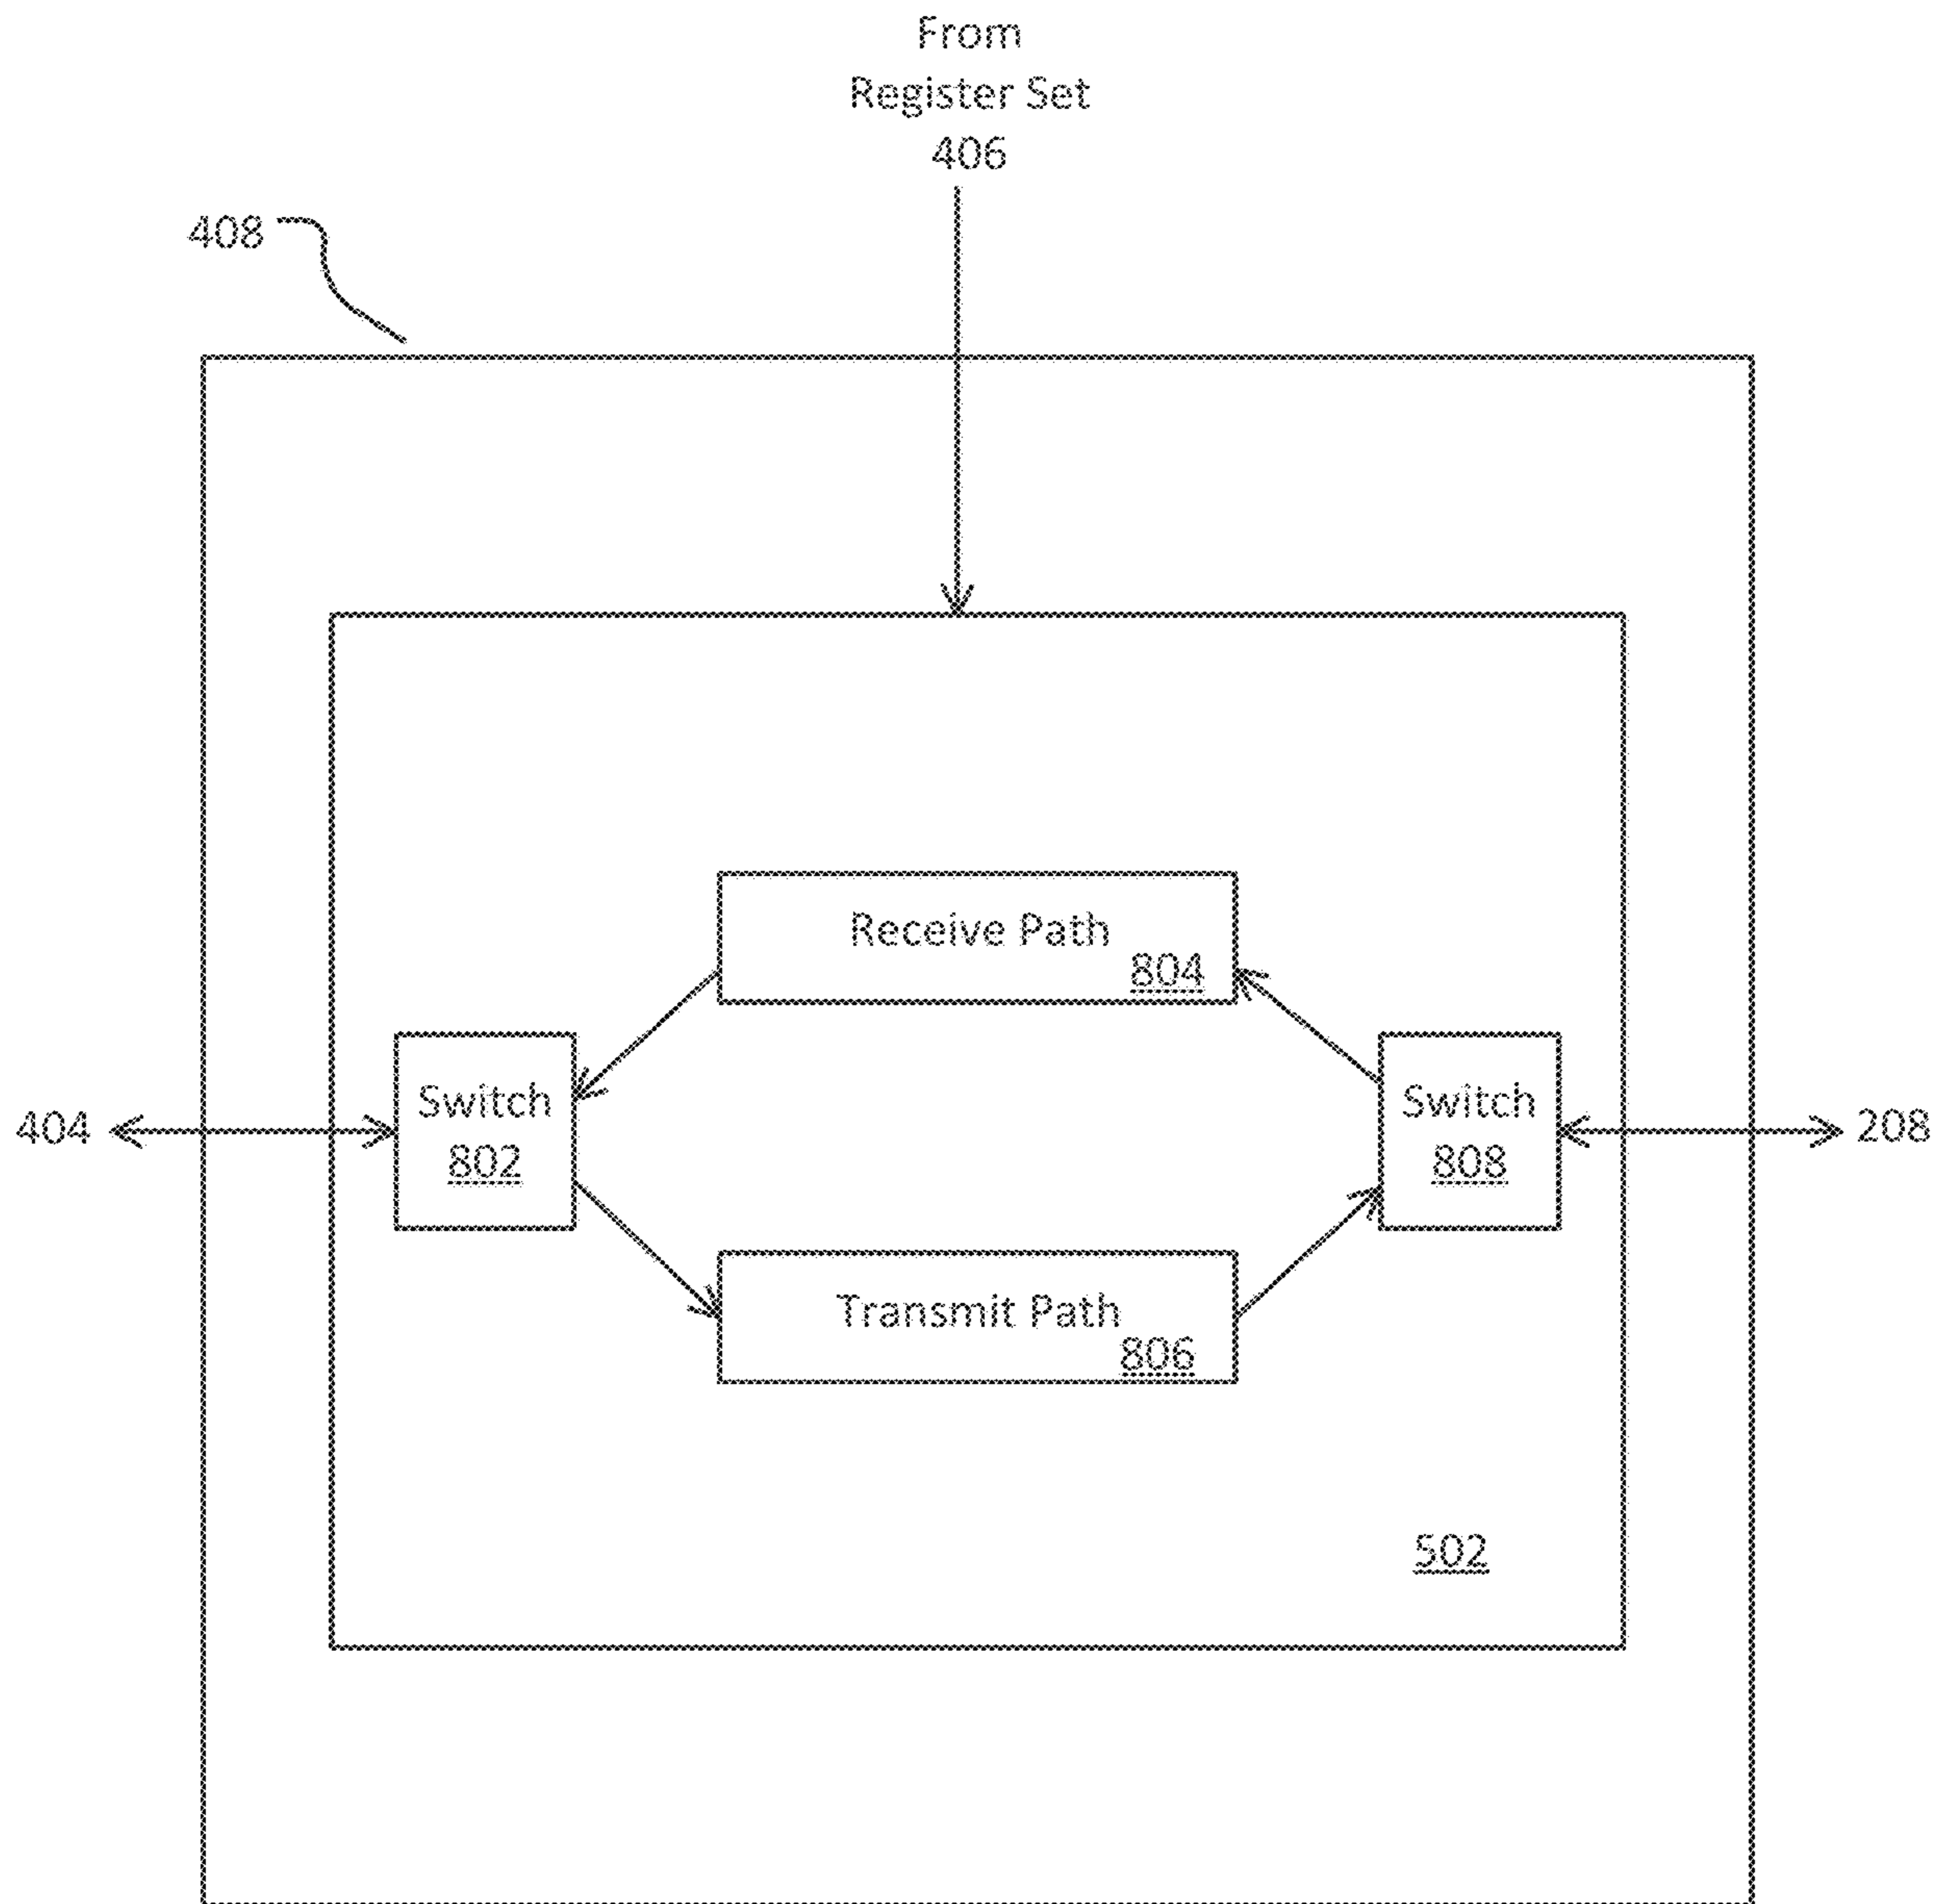 From
Register Set
406
408
Receive Path
804
Switch
802
Switch
808
404
208
Transmit Path
806
502